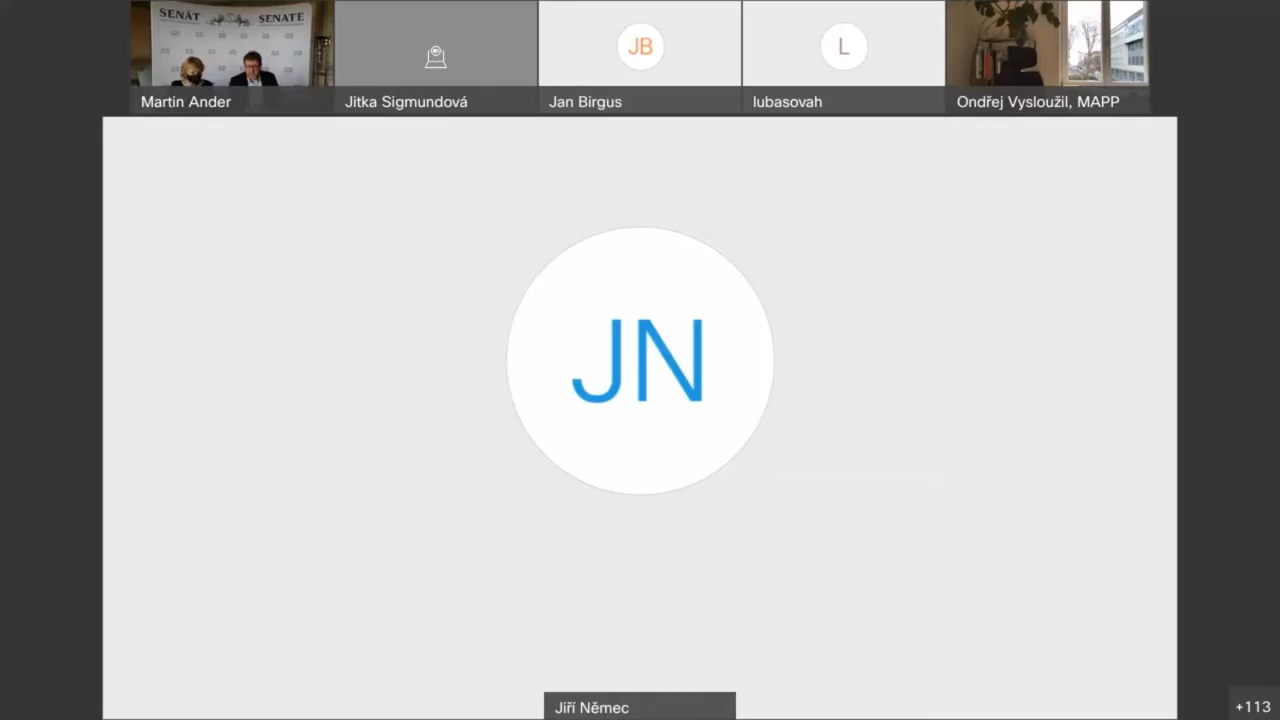 SENÁT SENATE
JB
L
Martin Ander
Jitka Sigmundová
Jan Birgus
lubasovah
Ondřej Vysloužil, MAPP
JN
Jiří Němec
+113